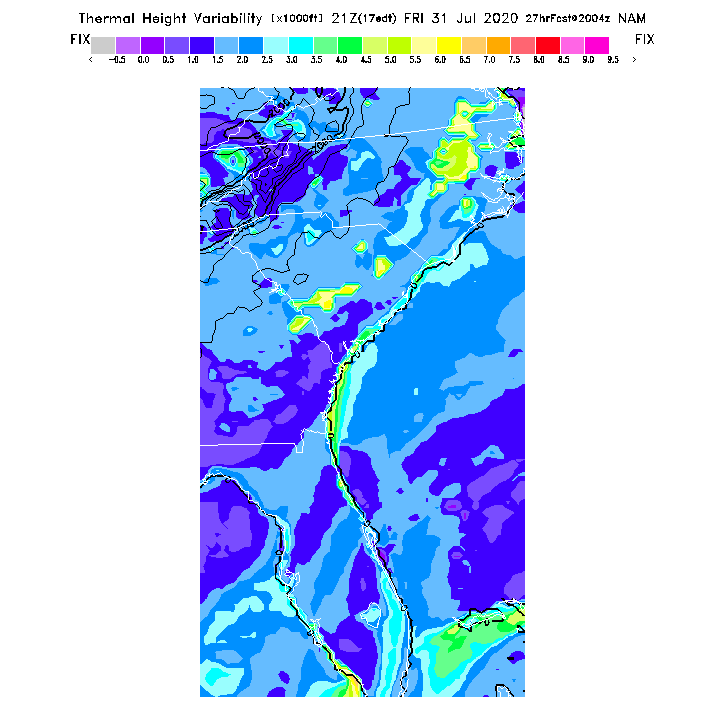 Thermal Height Variability [x1000ft] 21Z(17edt) FRI 31 Jul 2020 27hrFcst@2004z NAM
FIX FIX
< -0.5 0.0 0.5 1.0 1.5 2.0 2.5 3.0 3.5 4.0 4.5 5.0 5.5 6.0 6.5 7.0 7.5 8.0 8.5 9.0 9.5 >